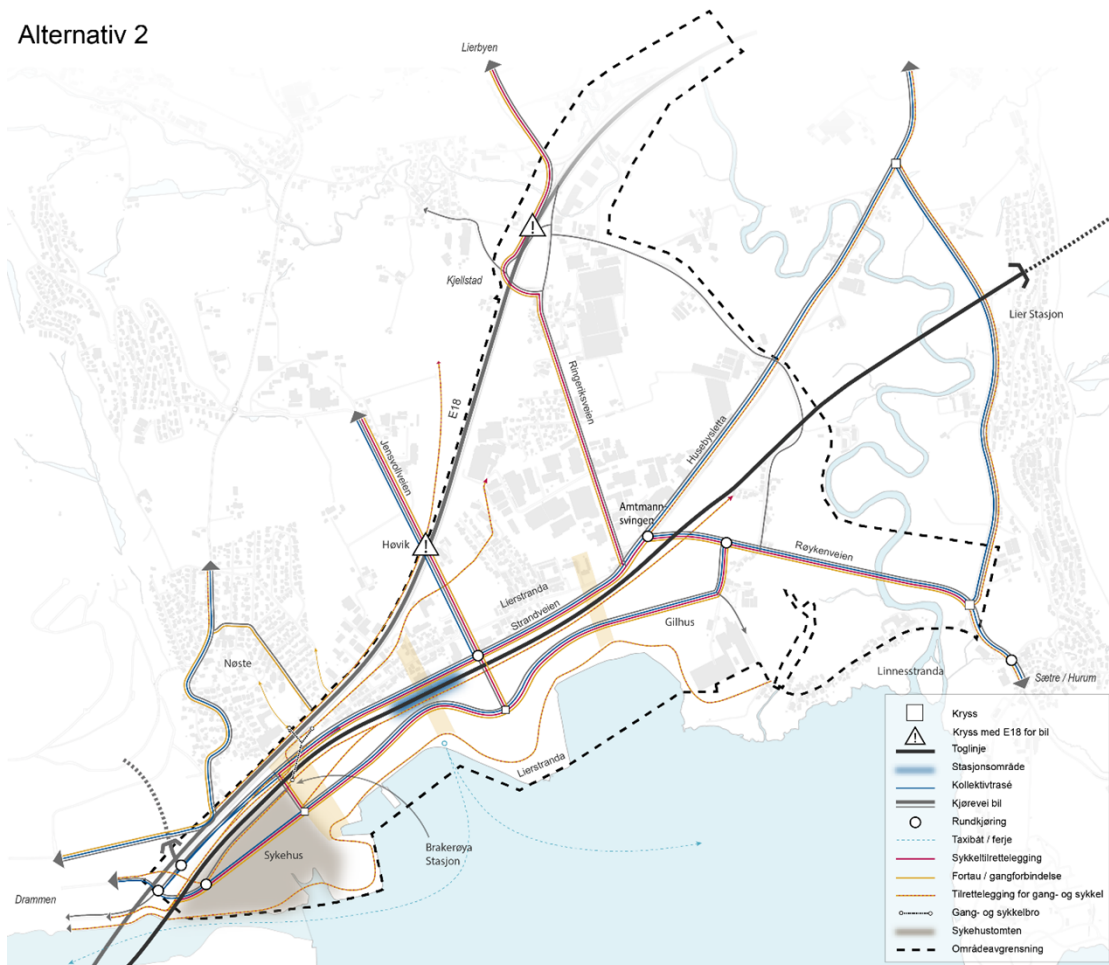 Alternativ 2
Lierbyen
Kjellstad
Lier Stasjon
E18
Ringeriksveien
Jensvollveien
Husebysletta
Amtmann-
svingen
Høvik
Røykenveien
Lierstranda
Strandveien
Gilhus
Nøste
Linnesstranda
Sætre / Hurum
Lierstranda
Brakerøya
Stasjon
Sykehus
Drammen
Kryss
Kryss med E18 for bil
Toglinje
Stasjonsområde
Kollektivtrasé
Kjørevei bil
Rundkjøring
Taxibåt / ferje
Sykkeltilrettelegging
Fortau / gangforbindelse
Tilrettelegging for gang- og sykkel
Gang- og sykkelbro
Sykehustomten
Områdeavgrensning